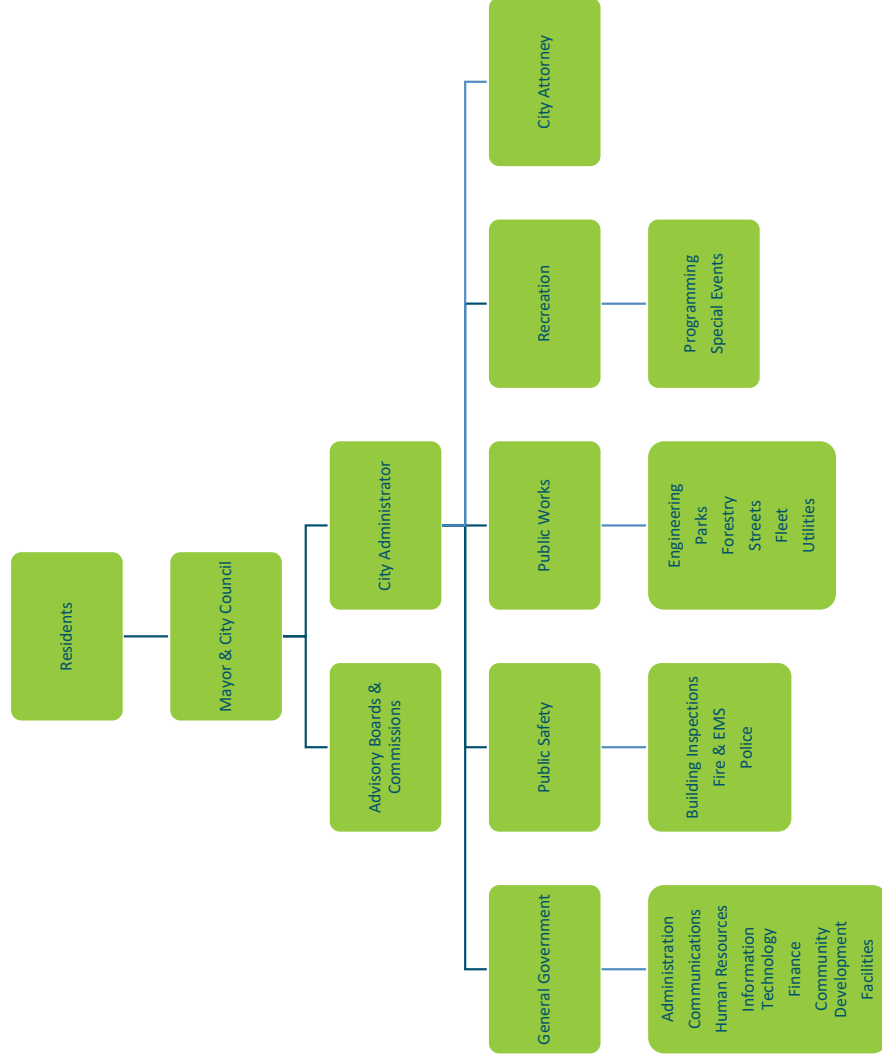 Residents
Mayor & City Council
Advisory Boards &
Commissions
City Administrator
General Government
Public Safety
Public Works
Recreation
City Attorney
Administration
Communications
Human Resources
Information
Technology
Finance
Community
Development
Facilities
Building Inspections
Fire & EMS
Police
Engineering
Parks
Forestry
Streets
Fleet
Utilities
Programming
Special Events